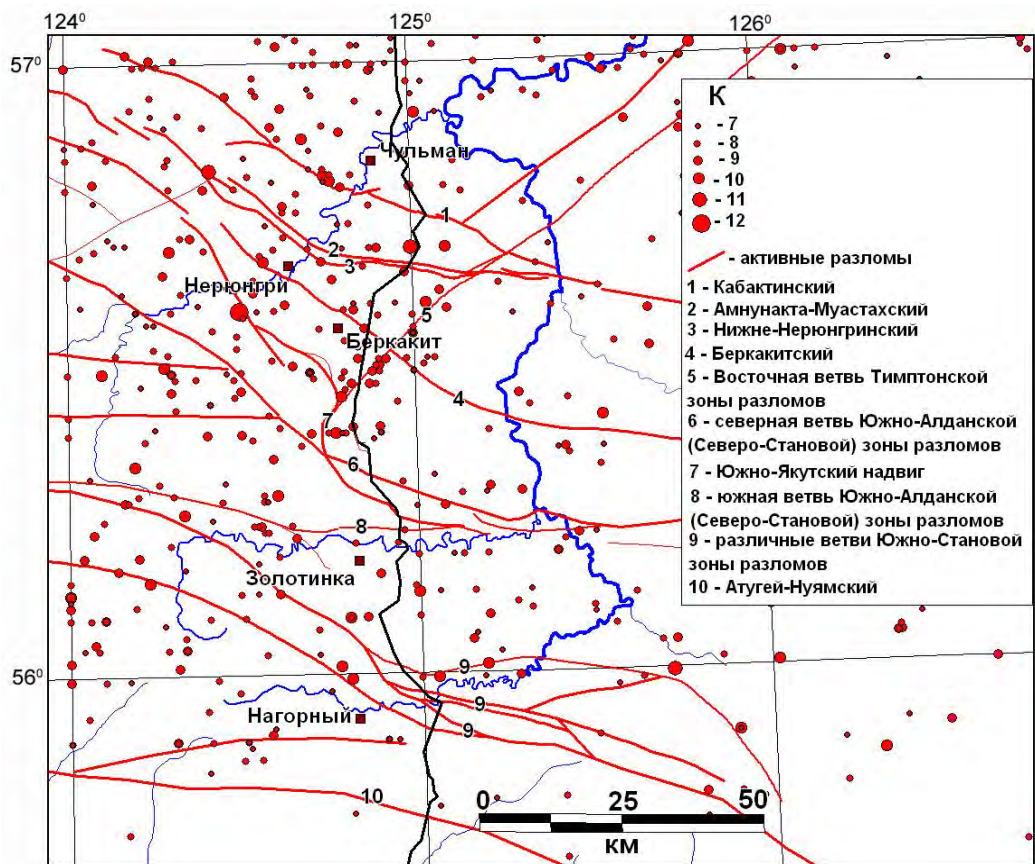 124⁰ 125⁰ 126⁰
57⁰
К
- 7
- 8
- 9
- 10
- 11
- 12
- активные разломы
1 - Кабактинский
2 - Амнунакта-Муастахский
3 - Нижне-Нерюнгринский
4 - Беркакитский
5 - Восточная ветвь Тимптонской
зоны разломов
6 - северная ветвь Южно-Алданской
(Северо-Становой) зоны разломов
7 - Южно-Якутский надвиг
8 - южная ветвь Южно-Алданской
(Северо-Становой) зоны разломов
9 - различные ветви Южно-Становой
зоны разломов
10 - Атугей-Нуямский
Чульман
1
2
3
Нерюнгри
5
Беркакит
4
7
6
8
Золотинка
56⁰
9
9
Нагорный
9
10
0 25 50
км